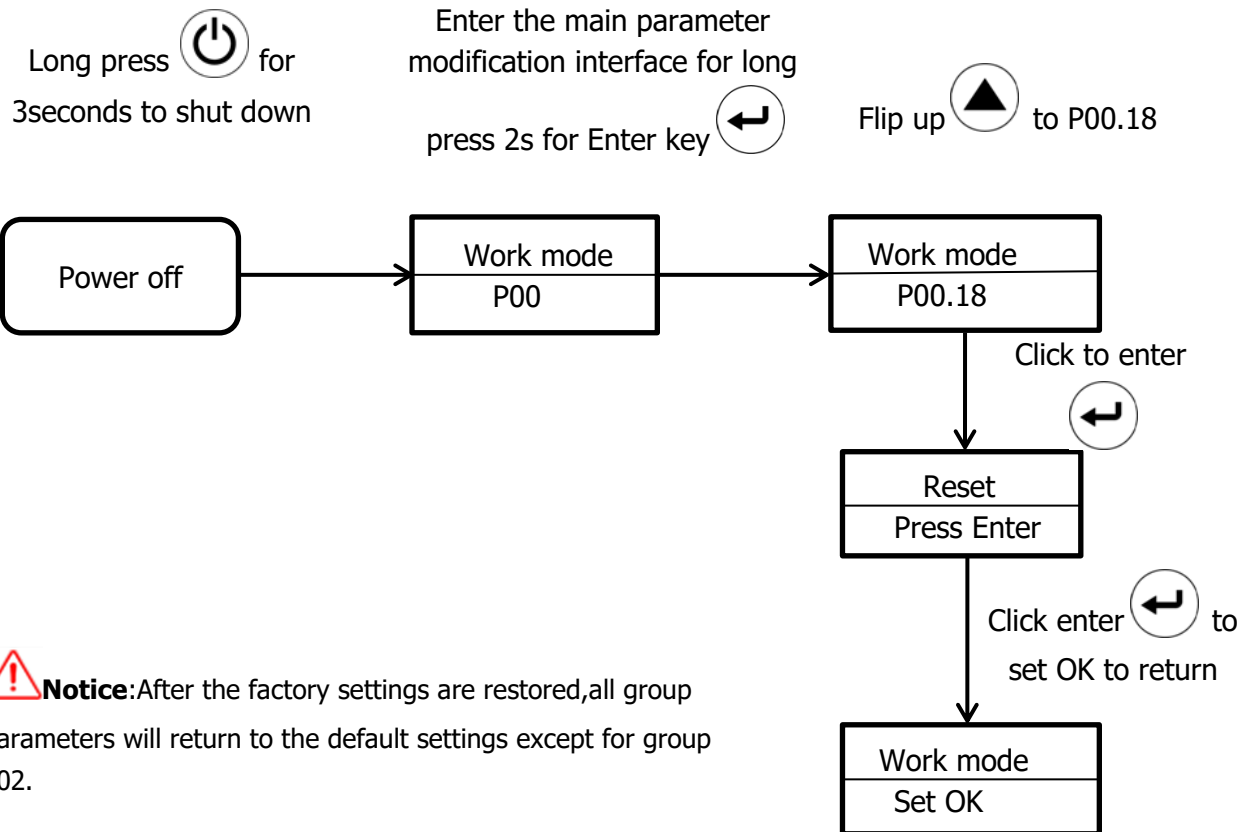 Long press for
3seconds to shut down
Enter the main parameter
modification interface for long
press 2s for Enter key
Flip up to P00.18
Power off
Work mode
P00
Work mode
P00.18
Click to enter
Reset
Press Enter
Click enter to
set OK to return
Notice:After the factory settings are restored,all group
arameters will return to the default settings except for group
02.
Work mode
Set OK